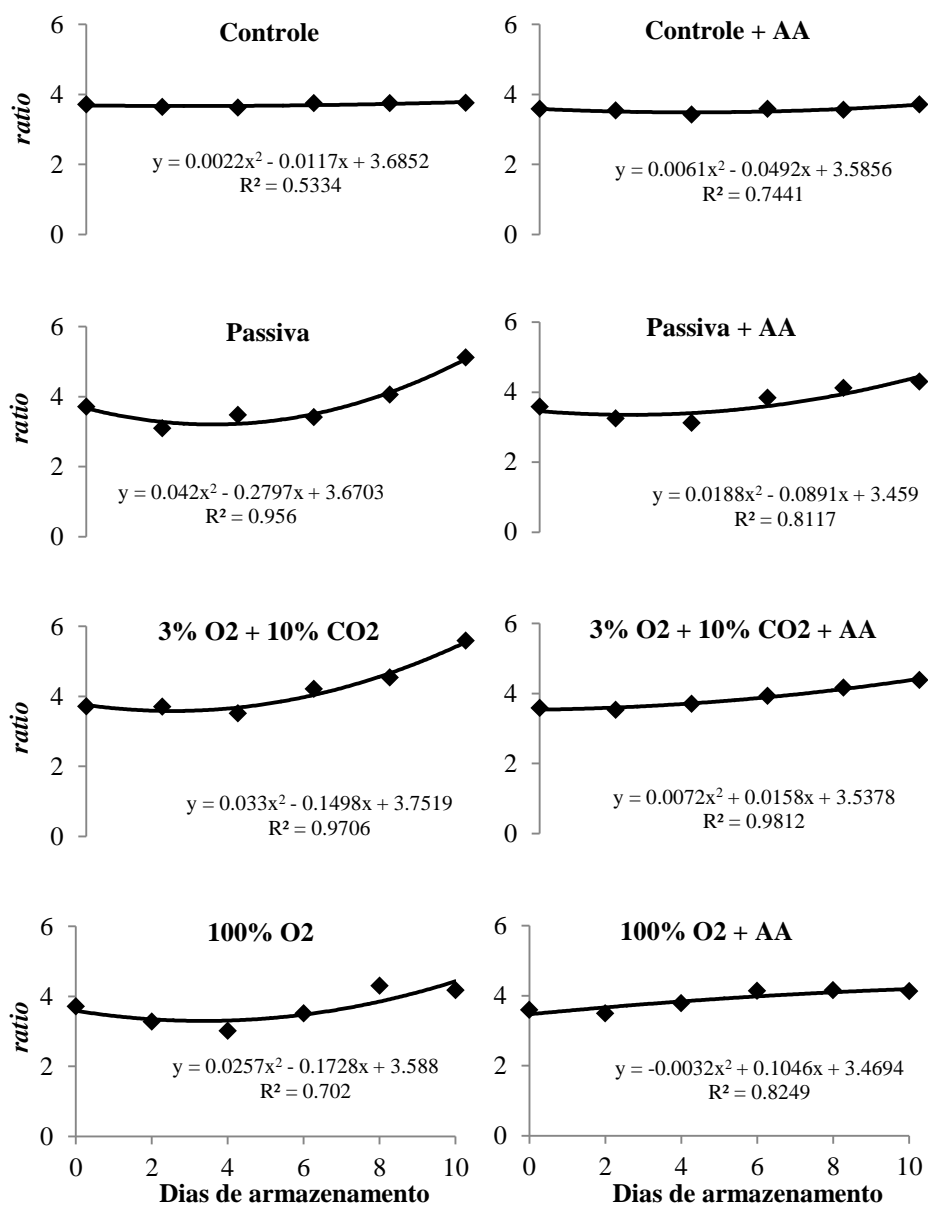 Controle
6
4
2
0
ratio
y = 0.0022x² - 0.0117x + 3.6852
R² = 0.5334
Controle + AA
6
4
2
0
y = 0.0061x² - 0.0492x + 3.5856
R² = 0.7441
Passiva
6
4
2
0
ratio
y = 0.042x² - 0.2797x + 3.6703
R² = 0.956
Passiva + AA
6
4
2
0
y = 0.0188x² - 0.0891x + 3.459
R² = 0.8117
3% O2 + 10% CO2
6
4
2
0
ratio
y = 0.033x² - 0.1498x + 3.7519
R² = 0.9706
3% O2 + 10% CO2 + AA
6
4
2
0
y = 0.0072x² + 0.0158x + 3.5378
R² = 0.9812
100% O2
6
4
2
0
ratio
y = 0.0257x² - 0.1728x + 3.588
R² = 0.702
0 2 4 6 8 10
Dias de armazenamento
100% O2 + AA
6
4
2
0
y = -0.0032x² + 0.1046x + 3.4694
R² = 0.8249
0 2 4 6 8 10
Dias de armazenamento